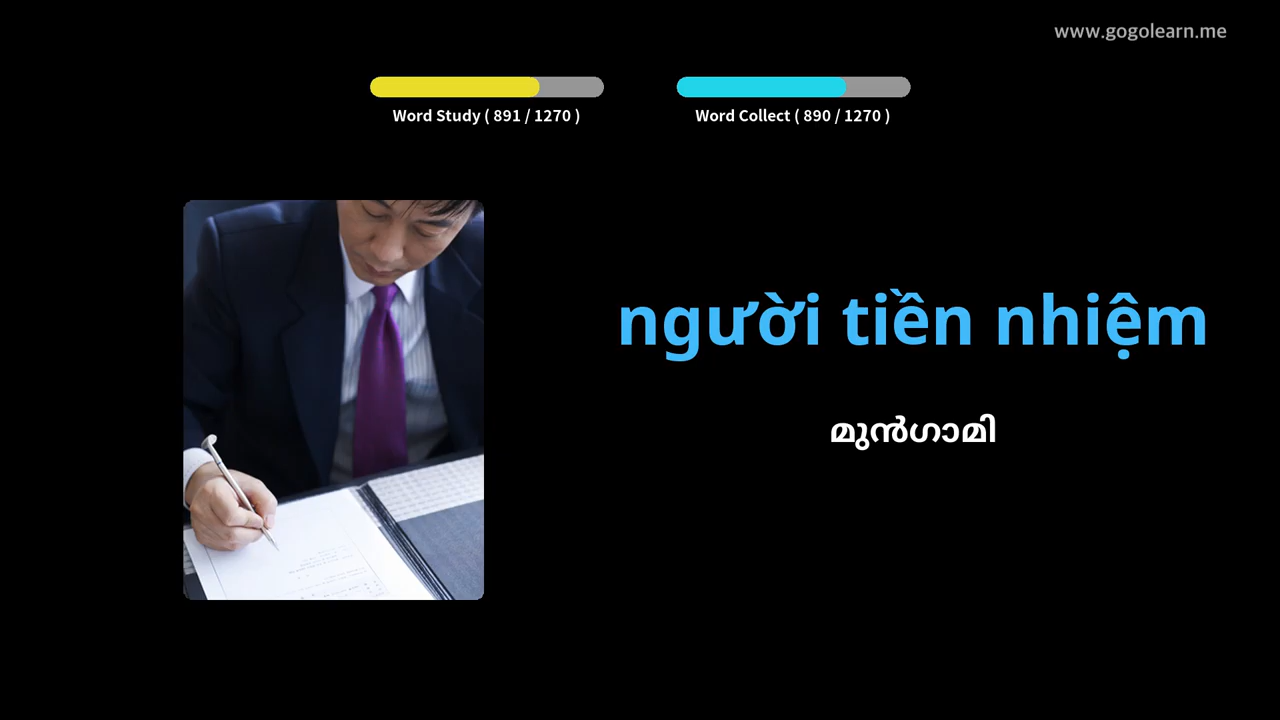 www.gogolearn.me
Word Study ( 891 / 1270 )
Word Collect ( 890 / 1270 )
người tiền nhiệm
മുൻഗാമി